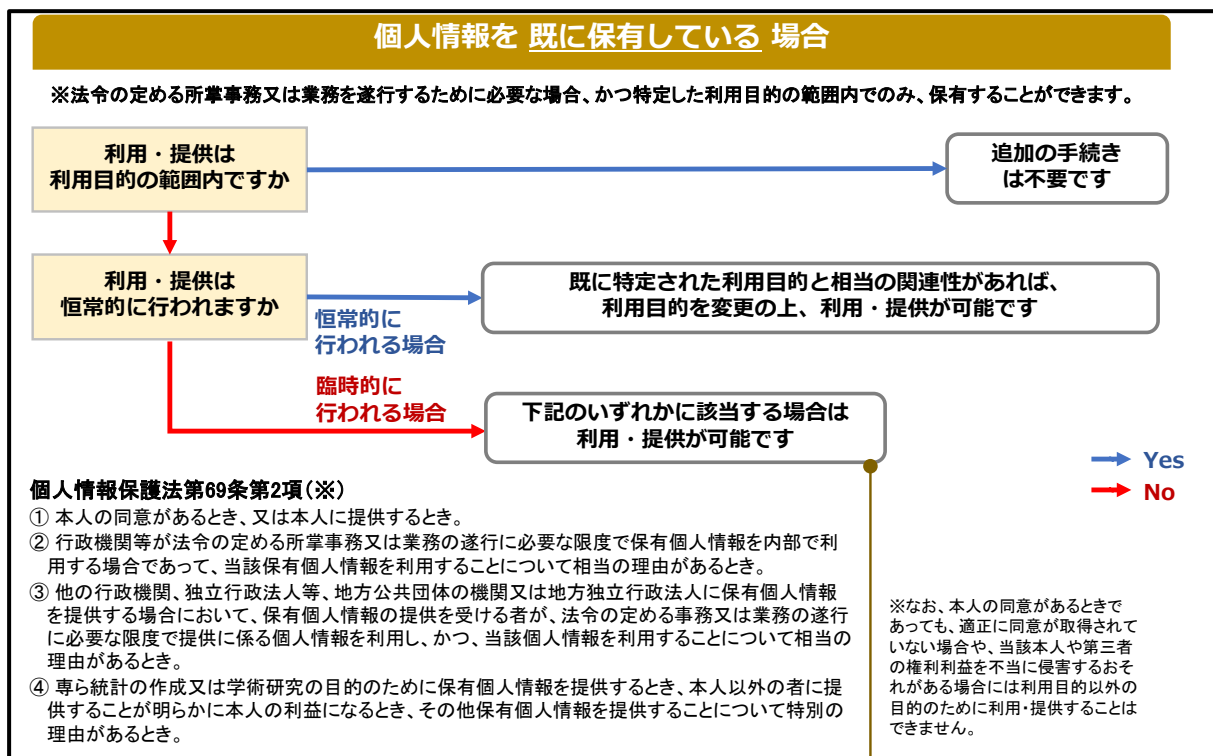 個人情報を 既に保有している 場合
※法令の定める所掌事務又は業務を遂行するために必要な場合、かつ特定した利用目的の範囲内でのみ、保有することができます。
利用・提供は
利用目的の範囲内ですか
追加の手続き
は不要です
利用・提供は
恒常的に行われますか
既に特定された利用目的と相当の関連性があれば、
利用目的を変更の上、利用・提供が可能です
恒常的に
行われる場合
臨時的に
行われる場合
下記のいずれかに該当する場合は
利用・提供が可能です
Yes
No
個人情報保護法第69条第2項(※)
① 本人の同意があるとき、又は本人に提供するとき。
② 行政機関等が法令の定める所掌事務又は業務の遂行に必要な限度で保有個人情報を内部で利
用する場合であって、当該保有個人情報を利用することについて相当の理由があるとき。
③ 他の行政機関、独立行政法人等、地方公共団体の機関又は地方独立行政法人に保有個人情報
を提供する場合において、保有個人情報の提供を受ける者が、法令の定める事務又は業務の遂行
に必要な限度で提供に係る個人情報を利用し、かつ、当該個人情報を利用することについて相当の
理由があるとき。
④ 専ら統計の作成又は学術研究の目的のために保有個人情報を提供するとき、本人以外の者に提
供することが明らかに本人の利益になるとき、その他保有個人情報を提供することについて特別の
理由があるとき。
※なお、本人の同意があるときで
あっても、適正に同意が取得されて
いない場合や、当該本人や第三者
の権利利益を不当に侵害するおそ
れがある場合には利用目的以外の
目的のために利用・提供することは
できません。